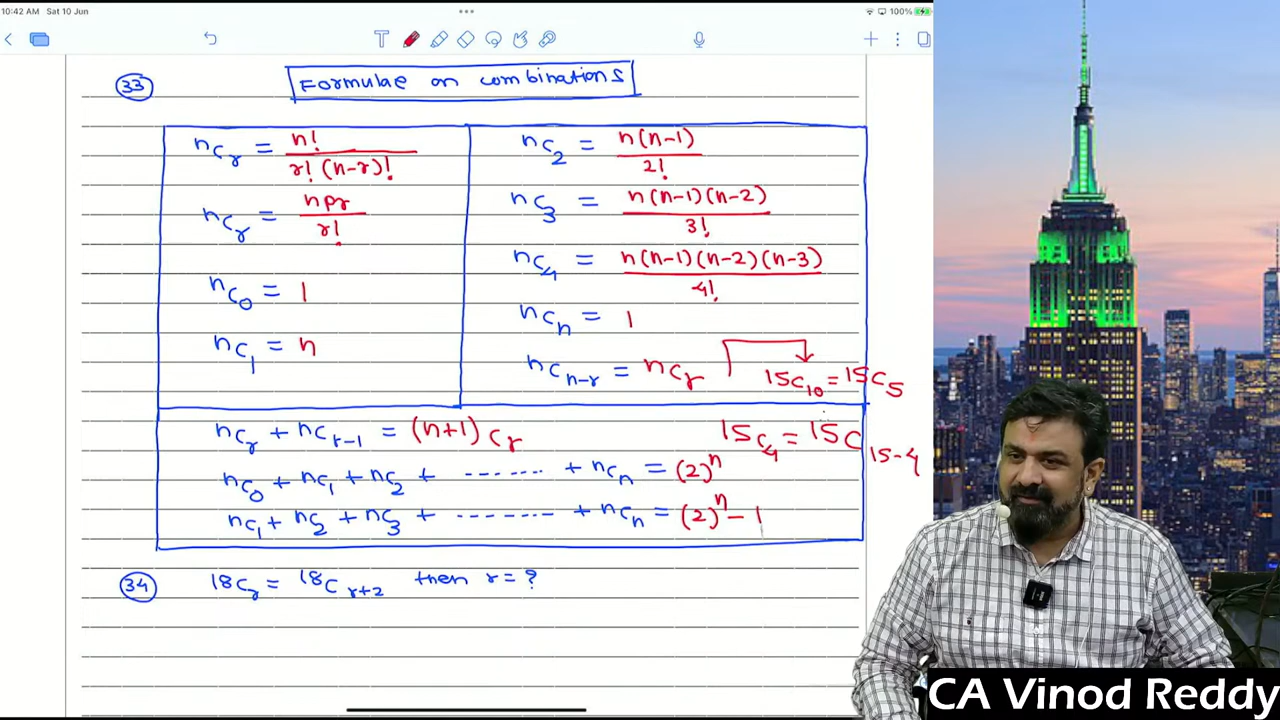 10:42 AM Sat 10 Jun
100%
33 Formulae on combinations
nCr = n! / r! (n-r)!
nCr = npr / r!
nC0 = 1
nC1 = n
nC2 = n(n-1) / 2!
nC3 = n(n-1)(n-2) / 3!
nC4 = n(n-1)(n-2)(n-3) / 4!
nCn = 1
nCn-r = nCr 15C10 = 15C5
nCr + nCr-1 = (n+1)Cr 15C4 = 15C15-4
nC0 + nC1 + nC2 + ....... + nCn = (2)^n
nC1 + nC2 + nC3 + ........ + nCn = (2)^n - 1
34 18Cr = 18Cr+2 then r = ?
CA Vinod Reddy